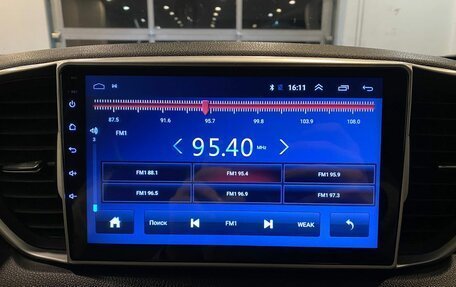 16:11
87.5 91.6 95.7 99.8 103.9 108.0
FM1
3
95.40 MHz
FM1 88.1 FM1 95.4 FM1 95.9
FM1 96.5 FM1 96.9 FM1 97.3
Поиск FM1 WEAK